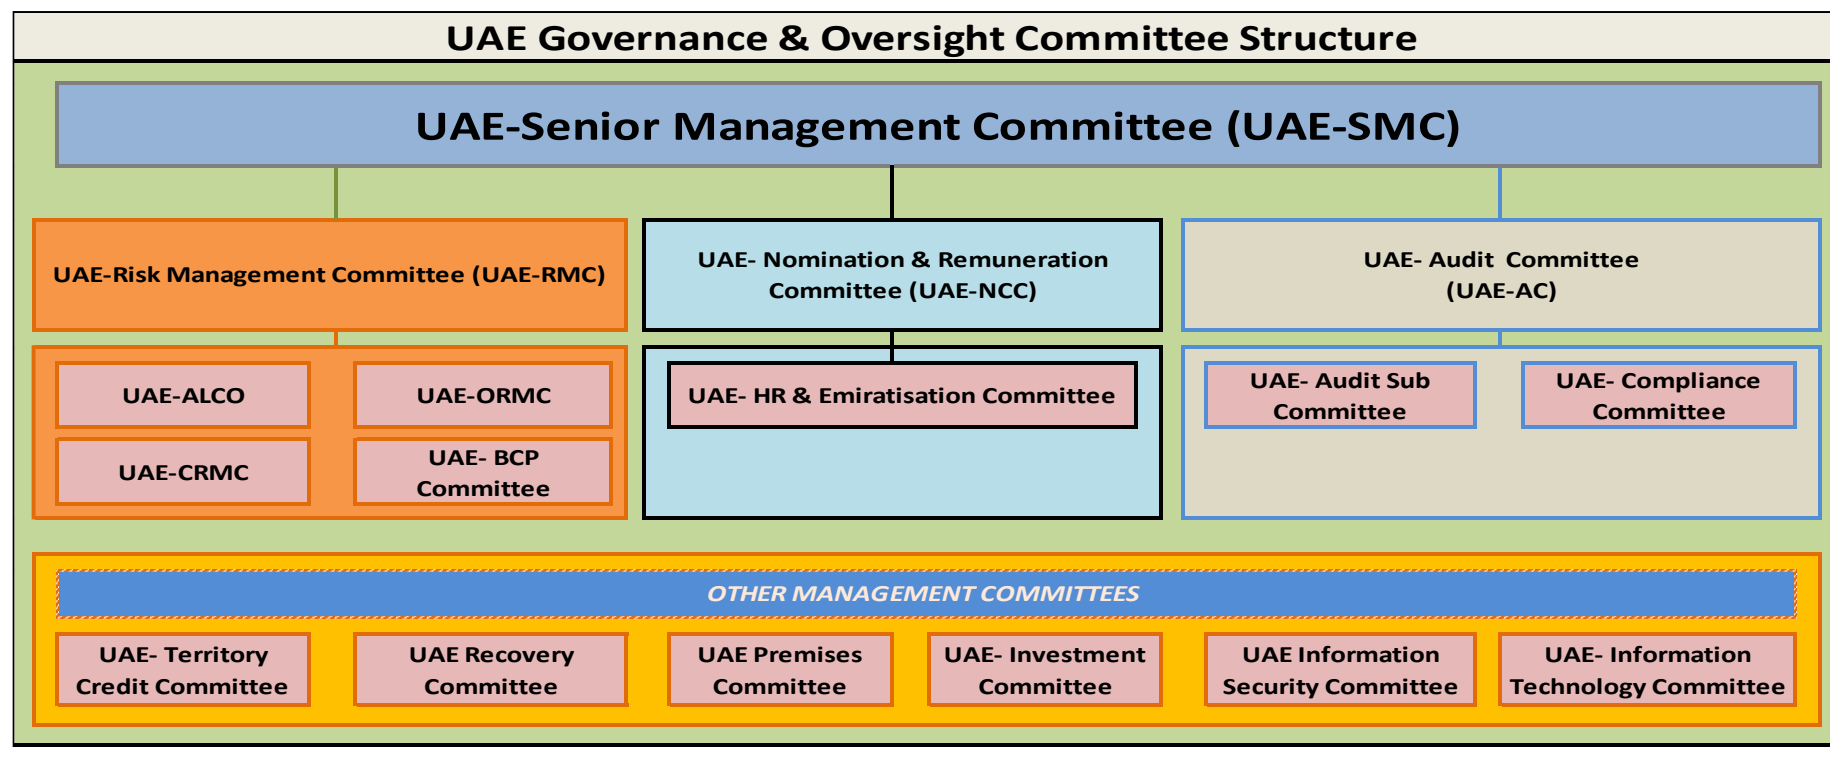 UAE Governance & Oversight Committee Structure
UAE-Senior Management Committee (UAE-SMC)
UAE-Risk Management Committee (UAE-RMC)
UAE- Nomination & Remuneration
Committee (UAE-NCC)
UAE- Audit Committee
(UAE-AC)
UAE-ALCO
UAE-ORMC
UAE-CRMC
UAE- BCP
Committee
UAE- HR & Emiratisation Committee
UAE- Audit Sub
Committee
UAE- Compliance
Committee
OTHER MANAGEMENT COMMITTEES
UAE- Territory
Credit Committee
UAE Recovery
Committee
UAE Premises
Committee
UAE- Investment
Committee
UAE Information
Security Committee
UAE- Information
Technology Committee